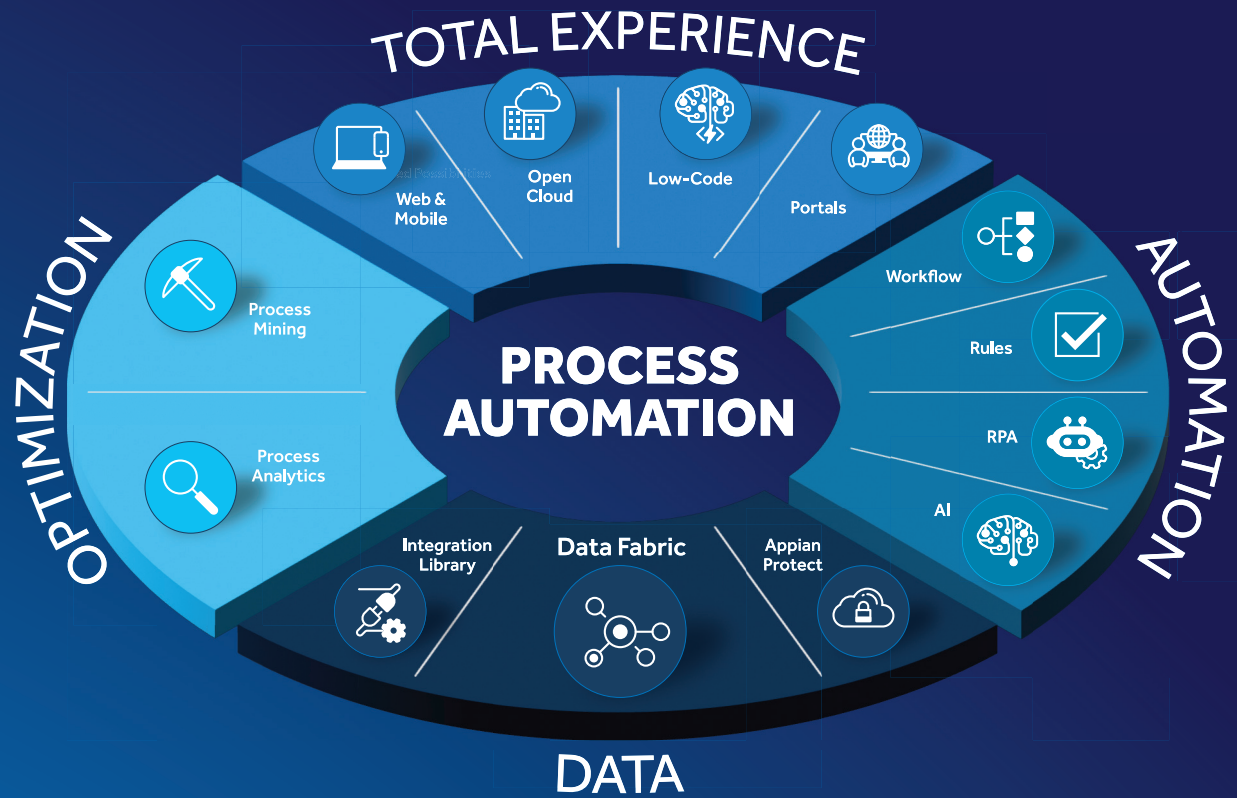 TOTAL EXPERIENCE
Web &
Mobile
Open
Cloud
Low-Code
Portals
OPTIMIZATION
Process
Mining
Process
Analytics
PROCESS
AUTOMATION
Workflow
Rules
RPA
AI
AUTOMATION
Integration
Library
Data Fabric
Appian
Protect
DATA